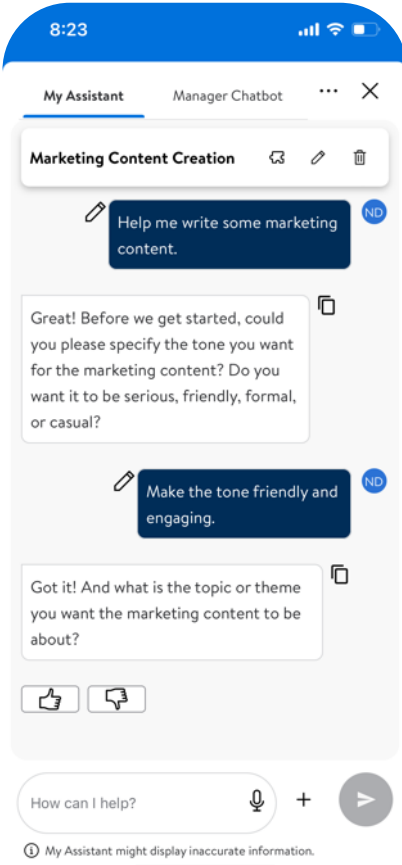 8:23
My Assistant Manager Chatbot
Marketing Content Creation
Help me write some marketing
content.
ND
Great! Before we get started, could
you please specify the tone you want
for the marketing content? Do you
want it to be serious, friendly, formal,
or casual?
Make the tone friendly and
engaging.
ND
Got it! And what is the topic or theme
you want the marketing content to be
about?
How can I help?
My Assistant might display inaccurate information.